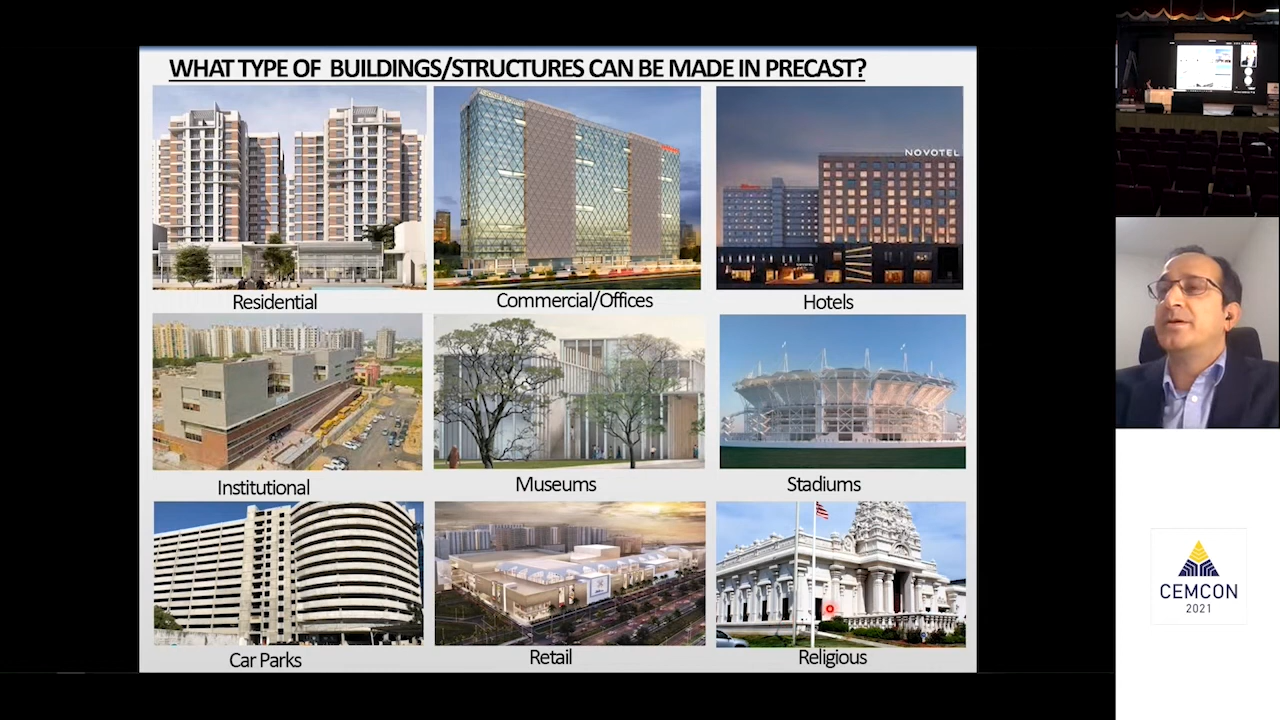 WHAT TYPE OF BUILDINGS/STRUCTURES CAN BE MADE IN PRECAST?
NOVOTEL
Residential
Commercial/Offices
Hotels
Institutional
Museums
Stadiums
Car Parks
Retail
Religious
CEMCON
2021